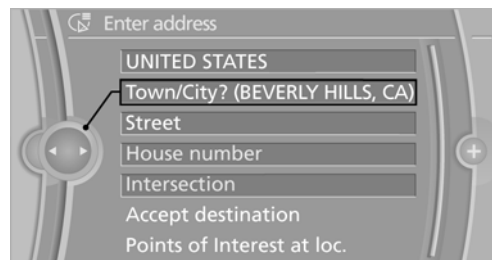 Enter address
UNITED STATES
Town/City? (BEVERLY HILLS, CA)
Street
House number
Intersection
Accept destination
Points of Interest at loc.